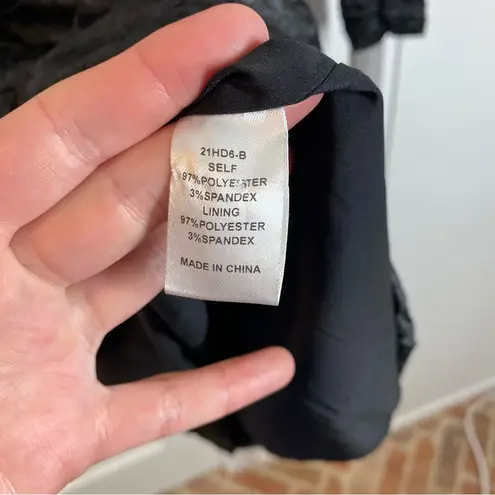 21HD6-B
SELF
97%POLYESTER
3%SPANDEX
LINING
97%POLYESTER
3%SPANDEX
MADE IN CHINA